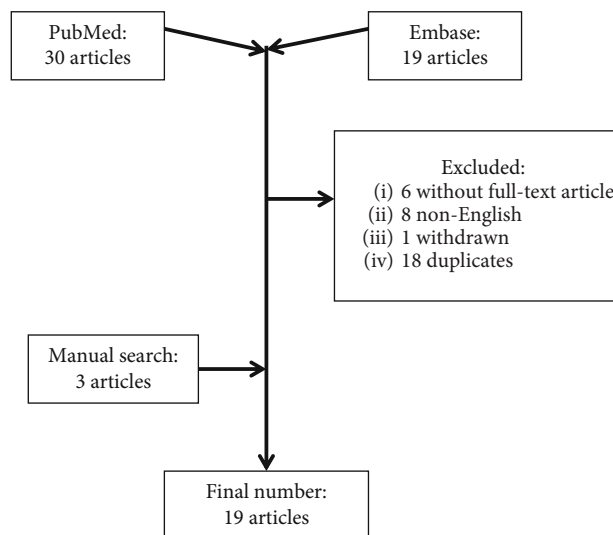 PubMed:
30 articles
Embase:
19 articles
Excluded:
(i) 6 without full-text article
(ii) 8 non-English
(iii) 1 withdrawn
(iv) 18 duplicates
Manual search:
3 articles
Final number:
19 articles